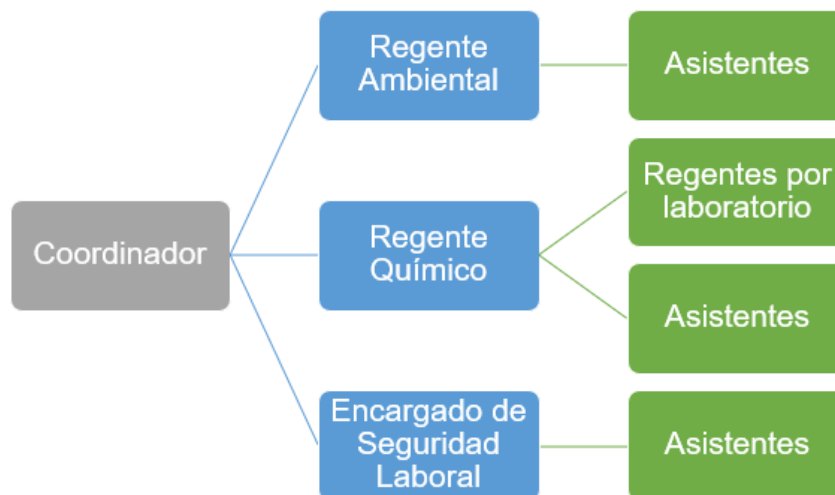 Coordinador
Regente
Ambiental
Asistentes
Regente
Químico
Regentes por
laboratorio
Asistentes
Encargado de
Seguridad
Laboral
Asistentes